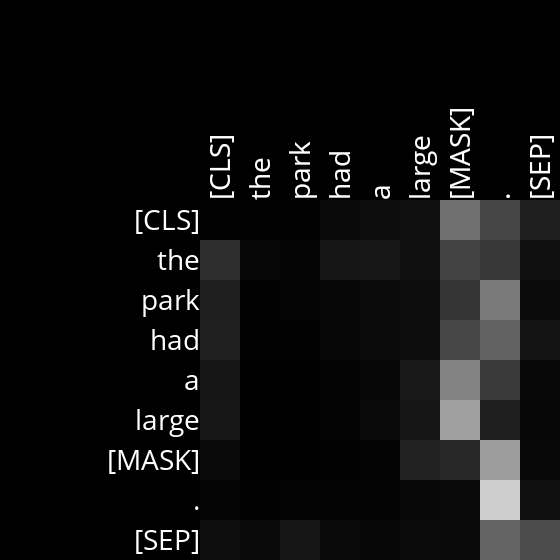 [CLS]
the
park
had
a
large
[MASK]
.
[SEP]
[CLS]
the
park
had
a
large
[MASK]
.
[SEP]